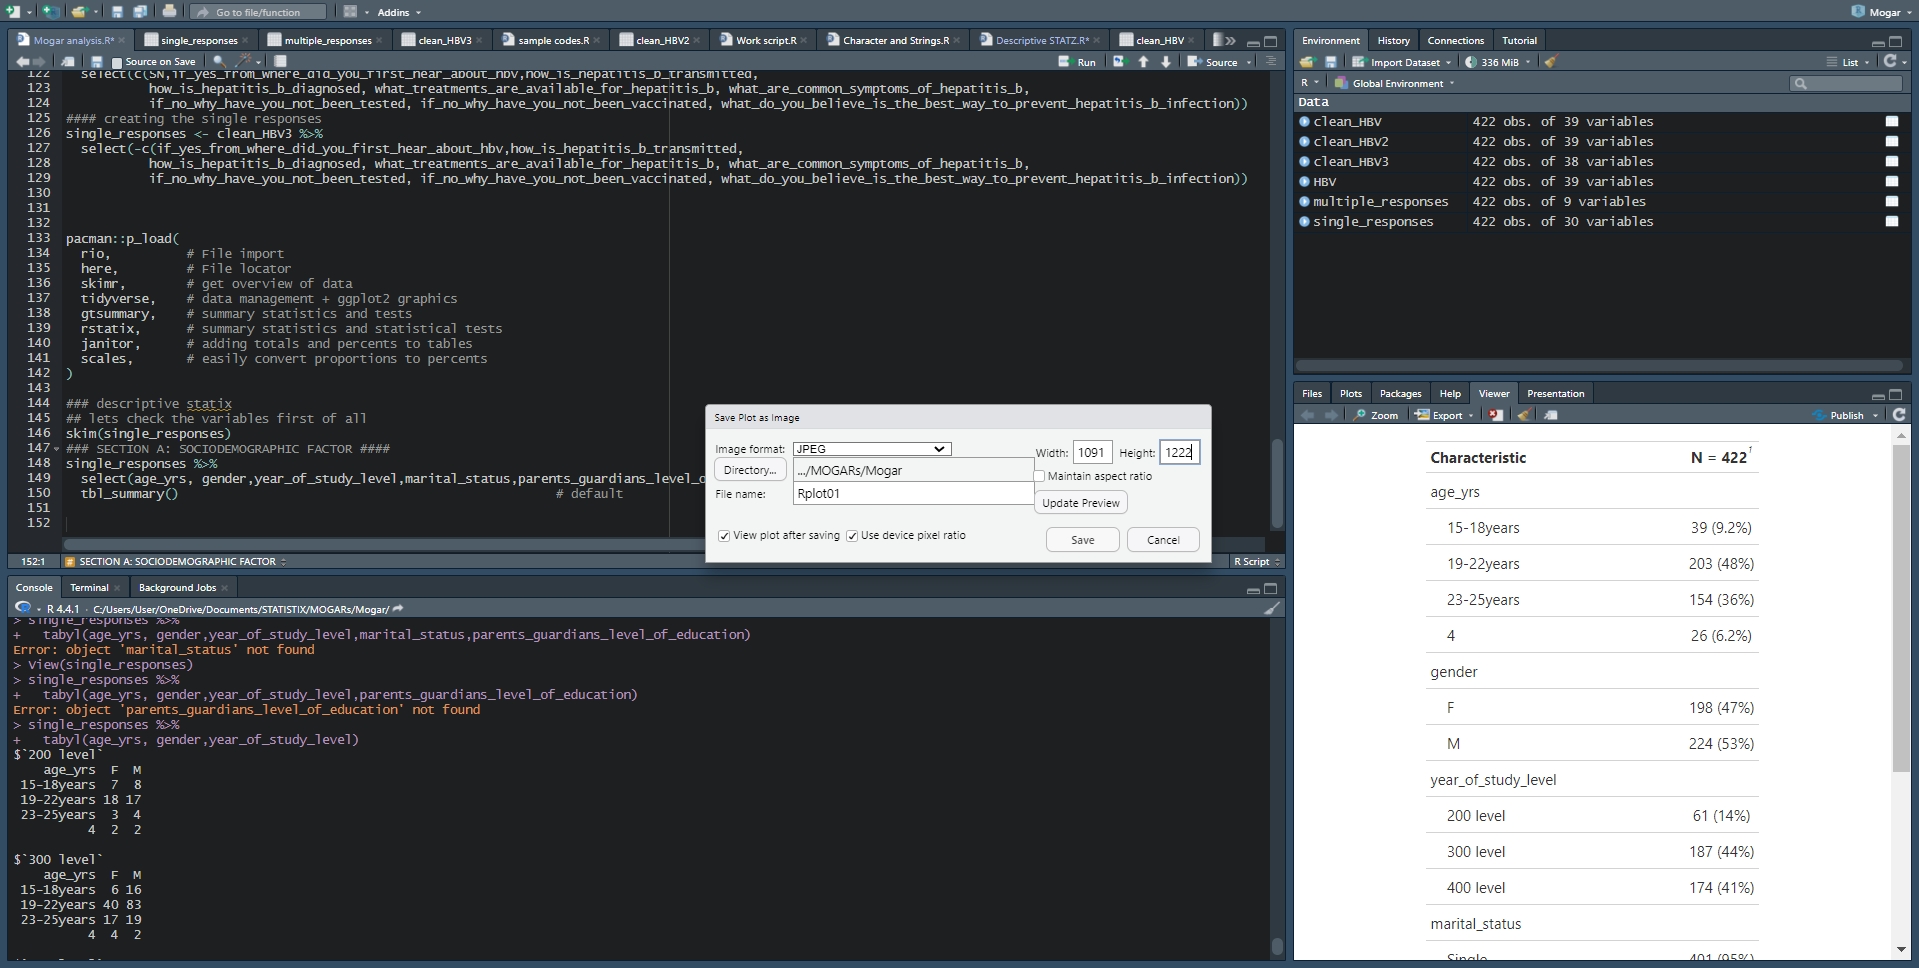 Go to file/function
Addins
Mogar
Mogar analysis.R*
single_responses
multiple_responses
clean_HBV3
sample codes.R
clean_HBV2
Work script.R
Character and Strings.R
Descriptive STATZ.R*
clean_HBV
Source on Save
Run
Source
122 select(c(SN,if_yes_from_where_did_you_first_hear_about_hbv,how_is_hepatitis_b_transmitted,
123 how_is_hepatitis_b_diagnosed, what_treatments_are_available_for_hepatitis_b, what_are_common_symptoms_of_hepatitis_b,
124 if_no_why_have_you_not_been_tested, if_no_why_have_you_not_been_vaccinated, what_do_you_believe_is_the_best_way_to_prevent_hepatitis_b_infection))
125 #### creating the single responses
126 single_responses <- clean_HBV3 %>%
127 select(-c(if_yes_from_where_did_you_first_hear_about_hbv,how_is_hepatitis_b_transmitted,
128 how_is_hepatitis_b_diagnosed, what_treatments_are_available_for_hepatitis_b, what_are_common_symptoms_of_hepatitis_b,
129 if_no_why_have_you_not_been_tested, if_no_why_have_you_not_been_vaccinated, what_do_you_believe_is_the_best_way_to_prevent_hepatitis_b_infection))
130
131
132
133 pacman::p_load(
134 rio, # File import
135 here, # File locator
136 skimr, # get overview of data
137 tidyverse, # data management + ggplot2 graphics
138 gtsummary, # summary statistics and tests
139 rstatix, # summary statistics and statistical tests
140 janitor, # adding totals and percents to tables
141 scales, # easily convert proportions to percents
142 )
143
144 ### descriptive statix
145 ## lets check the variables first of all
146 skim(single_responses)
147 ### SECTION A: SOCIODEMOGRAPHIC FACTOR ####
148 single_responses %>%
149 select(age_yrs, gender,year_of_study_level,marital_status,parents_guardians_level_o
150 tbl_summary() # default
151
152
152:1 SECTION A: SOCIODEMOGRAPHIC FACTOR R Script
Save Plot as Image
Image format: JPEG
Width: 1091 Height: 1222
Directory... .../MOGARs/Mogar
Maintain aspect ratio
File name: Rplot01
Update Preview
View plot after saving Use device pixel ratio
Save Cancel
Console Terminal Background Jobs
R 4.4.1 · C:/Users/User/OneDrive/Documents/STATISTIX/MOGARs/Mogar/
> single_responses %>%
+ tabyl(age_yrs, gender,year_of_study_level,marital_status,parents_guardians_level_of_education)
Error: object 'marital_status' not found
> View(single_responses)
> single_responses %>%
+ tabyl(age_yrs, gender,year_of_study_level,parents_guardians_level_of_education)
Error: object 'parents_guardians_level_of_education' not found
> single_responses %>%
+ tabyl(age_yrs, gender,year_of_study_level)
$`200 level`
age_yrs F M
15-18years 7 8
19-22years 18 17
23-25years 3 4
4 2 2
$`300 level`
age_yrs F M
15-18years 6 16
19-22years 40 83
23-25years 17 19
4 4 2
Environment History Connections Tutorial
Import Dataset 336 MiB List
R Global Environment
Data
clean_HBV 422 obs. of 39 variables
clean_HBV2 422 obs. of 39 variables
clean_HBV3 422 obs. of 38 variables
HBV 422 obs. of 39 variables
multiple_responses 422 obs. of 9 variables
single_responses 422 obs. of 30 variables
Files Plots Packages Help Viewer Presentation
Zoom Export Publish
Characteristic N = 422¹
age_yrs
15-18years 39 (9.2%)
19-22years 203 (48%)
23-25years 154 (36%)
4 26 (6.2%)
gender
F 198 (47%)
M 224 (53%)
year_of_study_level
200 level 61 (14%)
300 level 187 (44%)
400 level 174 (41%)
marital_status
Single 401 (95%)